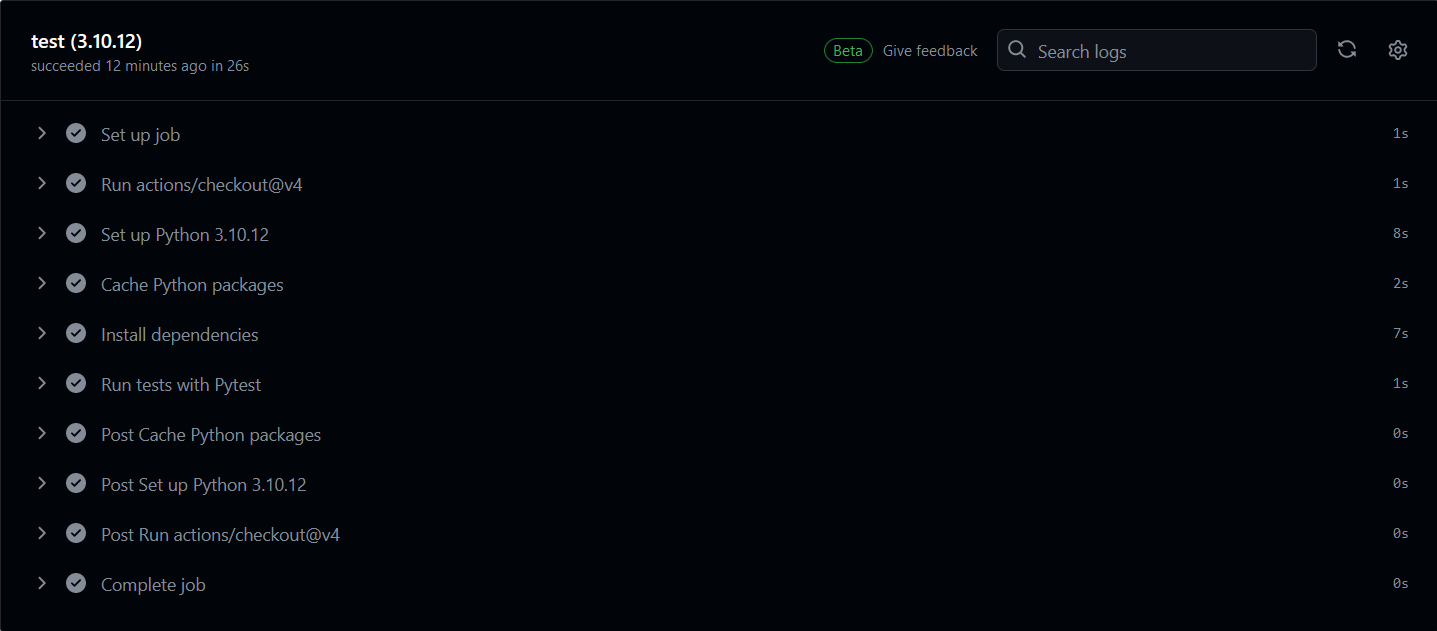 test (3.10.12)
succeeded 12 minutes ago in 26s
Beta Give feedback Search logs
Set up job 1s
Run actions/checkout@v4 1s
Set up Python 3.10.12 8s
Cache Python packages 2s
Install dependencies 7s
Run tests with Pytest 1s
Post Cache Python packages 0s
Post Set up Python 3.10.12 0s
Post Run actions/checkout@v4 0s
Complete job 0s